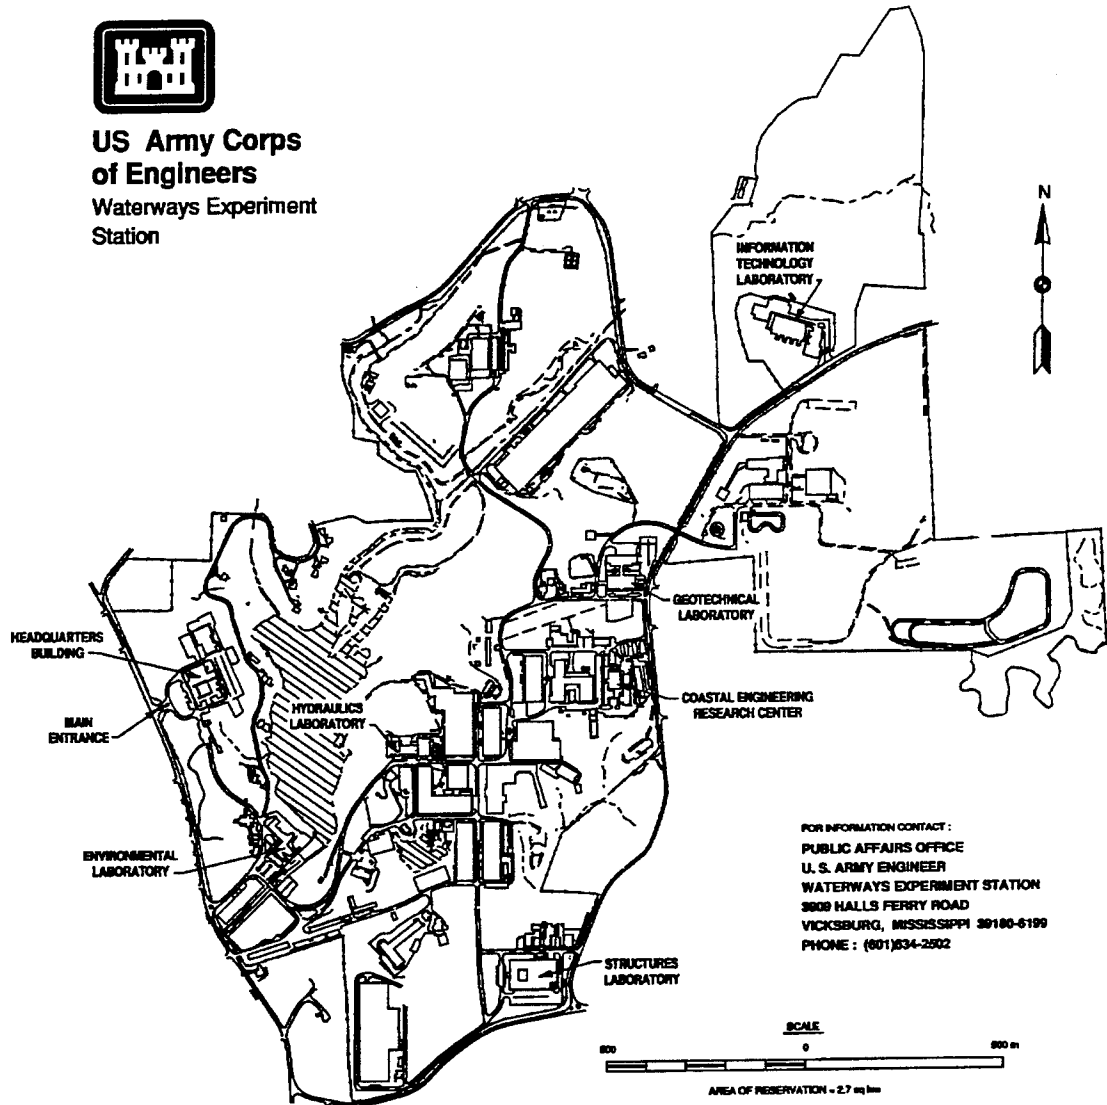 US Army Corps
of Engineers
Waterways Experiment
Station
N
INFORMATION
TECHNOLOGY
LABORATORY
GEOTECHNICAL
LABORATORY
HEADQUARTERS
BUILDING
HYDRAULICS
LABORATORY
COASTAL ENGINEERING
RESEARCH CENTER
MAIN
ENTRANCE
ENVIRONMENTAL
LABORATORY
FOR INFORMATION CONTACT :
PUBLIC AFFAIRS OFFICE
U. S. ARMY ENGINEER
WATERWAYS EXPERIMENT STATION
3909 HALLS FERRY ROAD
VICKSBURG, MISSISSIPPI 39180-6199
PHONE : (601)634-2502
STRUCTURES
LABORATORY
SCALE
0
m
AREA OF RESERVATION = 2.7 sq